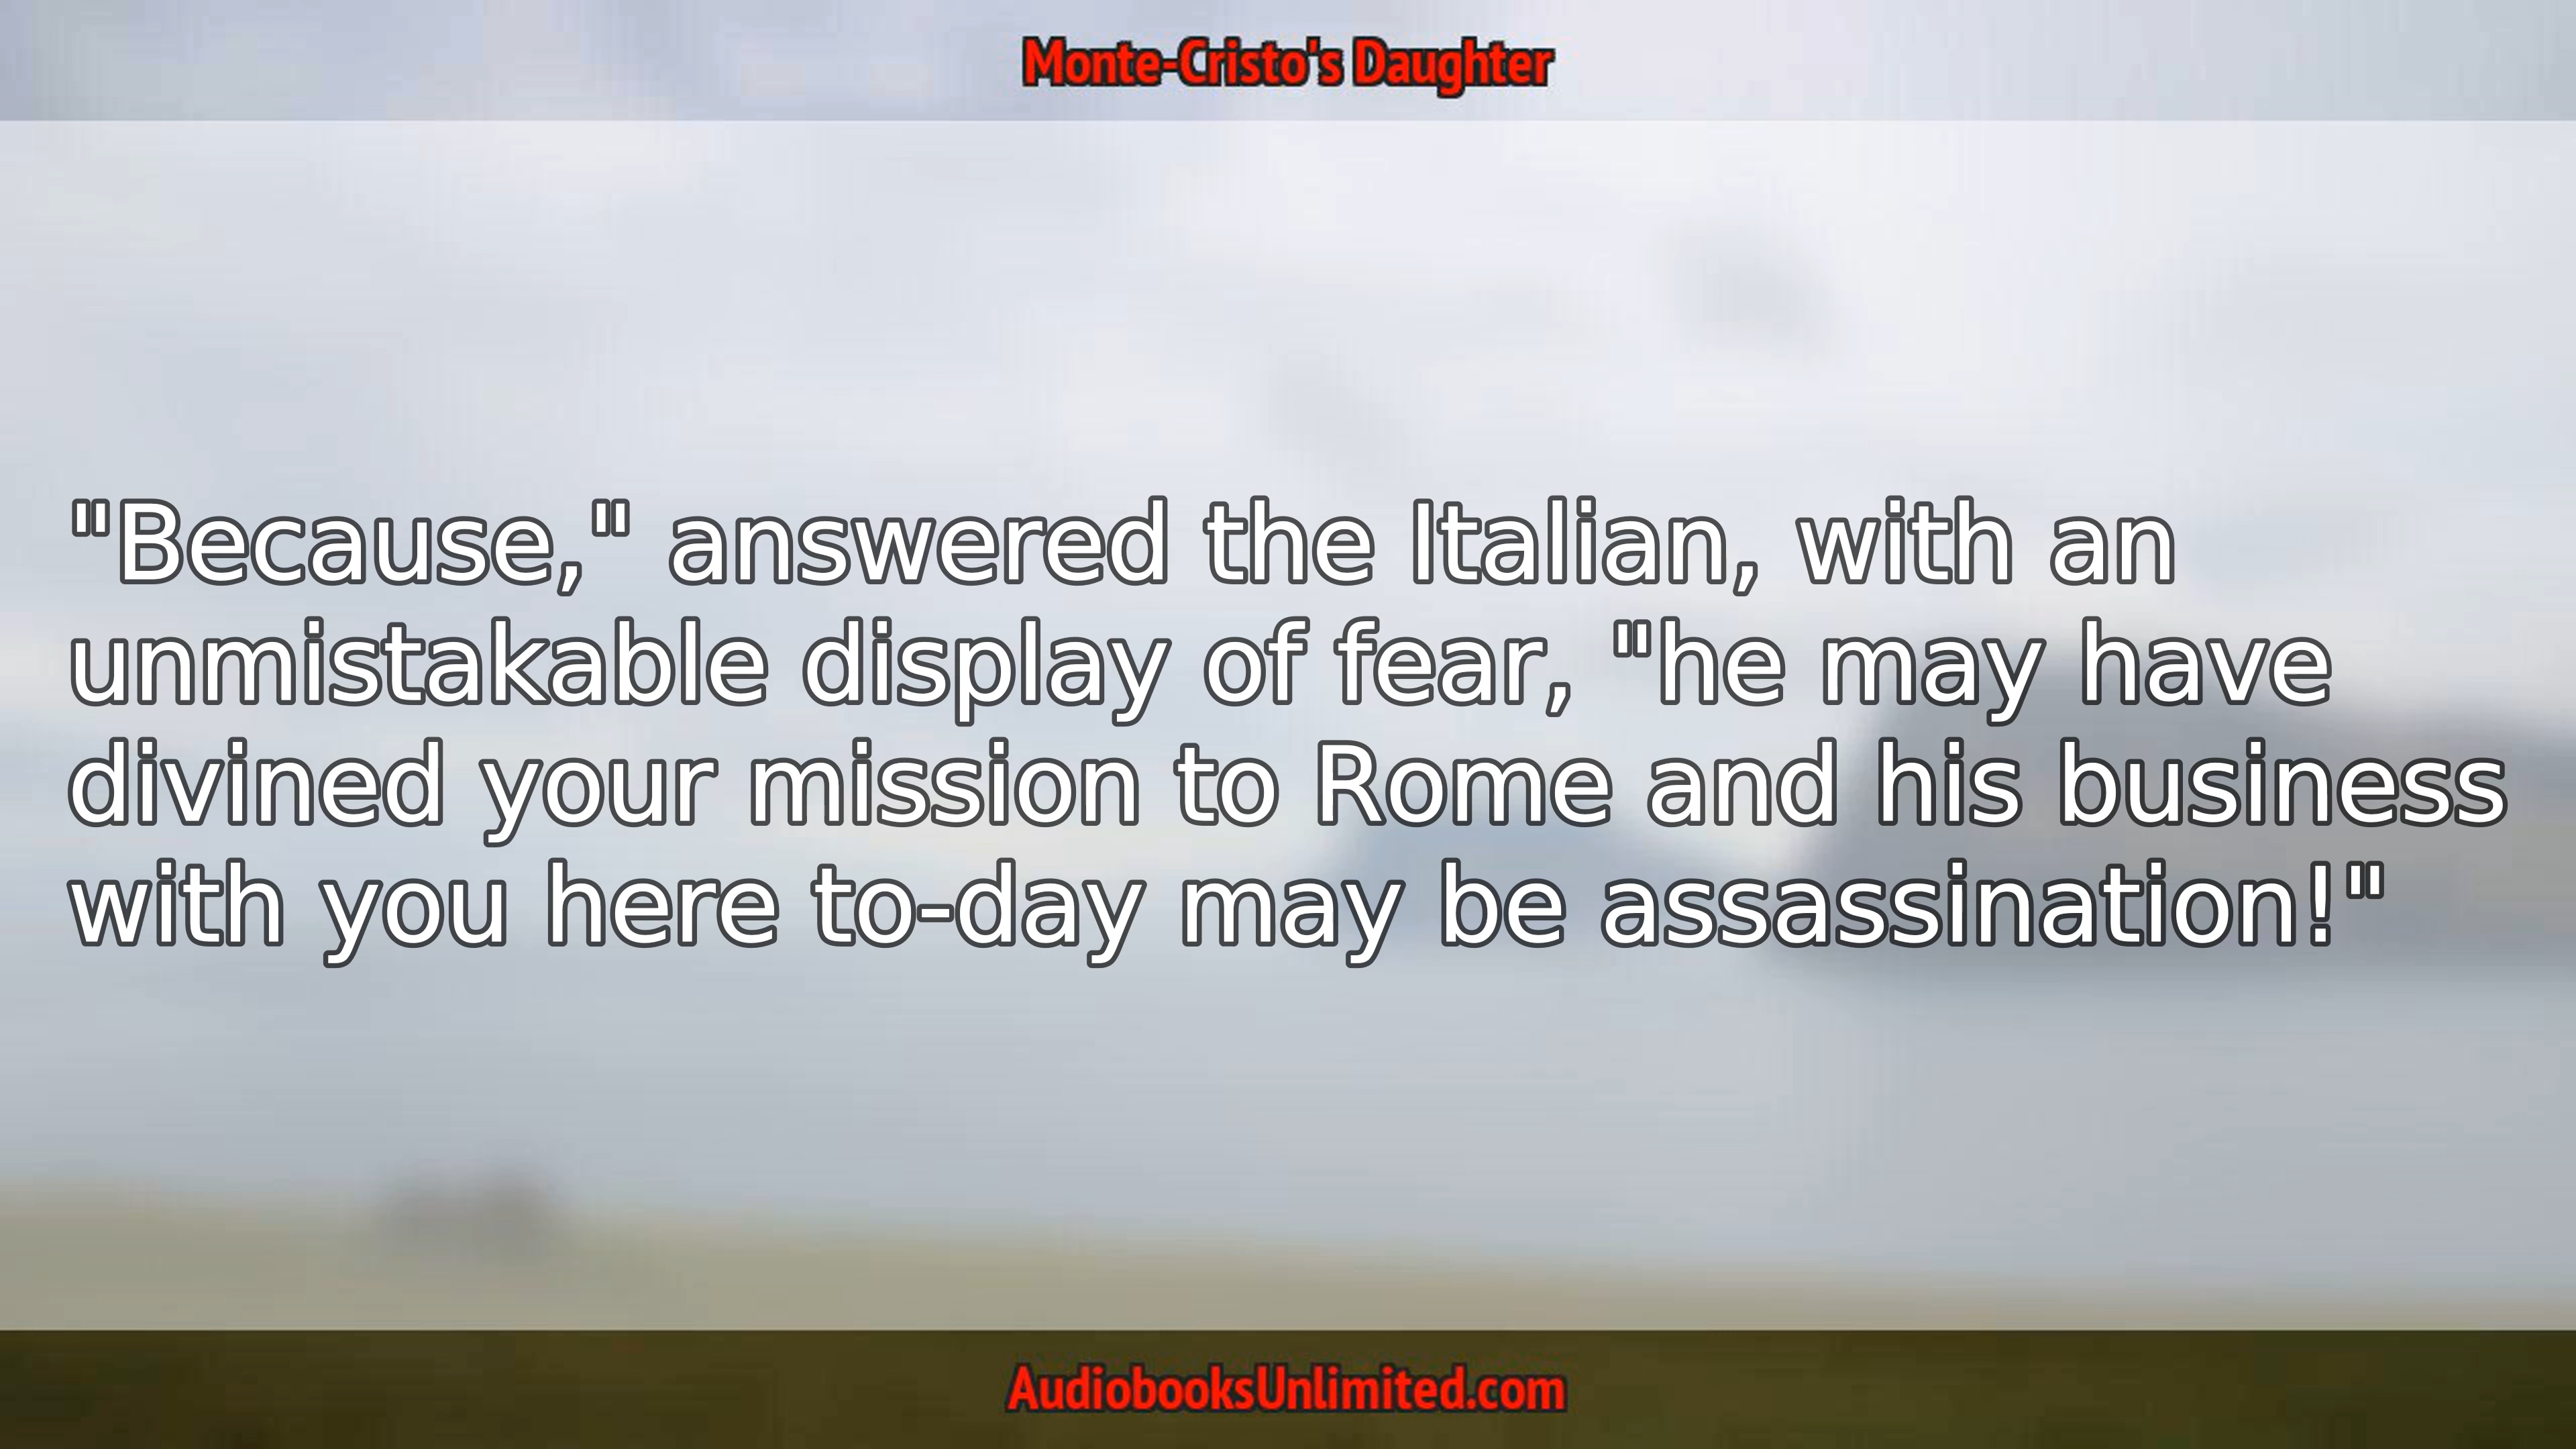 Monte-Cristo's Daughter
"Because," answered the Italian, with an
unmistakable display of fear, "he may have
divined your mission to Rome and his business
with you here to-day may be assassination!"
AudiobooksUnlimited.com